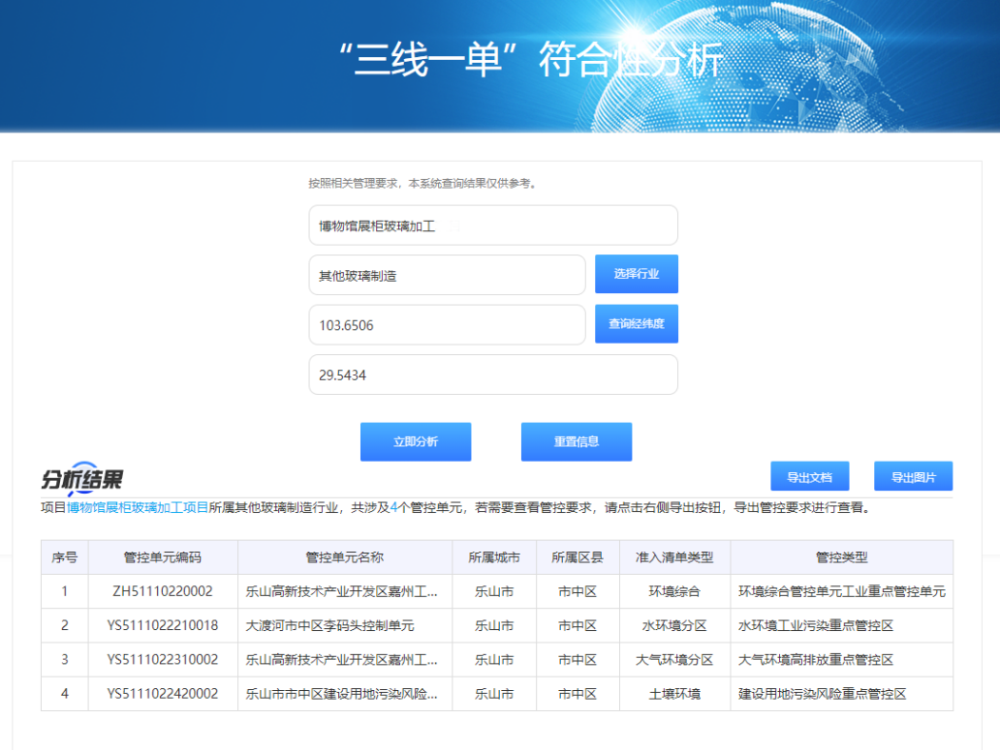 “三线一单”符合性分析
按照相关管理要求，本系统查询结果仅供参考。
博物馆展柜玻璃加工
其他玻璃制造 选择行业
103.6506 查询经纬度
29.5434
立即分析 重置信息
分析结果 导出文档 导出图片
项目博物馆展柜玻璃加工项目所属其他玻璃制造行业，共涉及4个管控单元，若需要查看管控要求，请点击右侧导出按钮，导出管控要求进行查看。
序号 管控单元编码 管控单元名称 所属城市 所属区县 准入清单类型 管控类型
1 ZH51110220002 乐山高新技术产业开发区嘉州工... 乐山市 市中区 环境综合 环境综合管控单元工业重点管控单元
2 YS5111022210018 大渡河市中区李码头控制单元 乐山市 市中区 水环境分区 水环境工业污染重点管控区
3 YS5111022310002 乐山高新技术产业开发区嘉州工... 乐山市 市中区 大气环境分区 大气环境高排放重点管控区
4 YS5111022420002 乐山市市中区建设用地污染风险... 乐山市 市中区 土壤环境 建设用地污染风险重点管控区